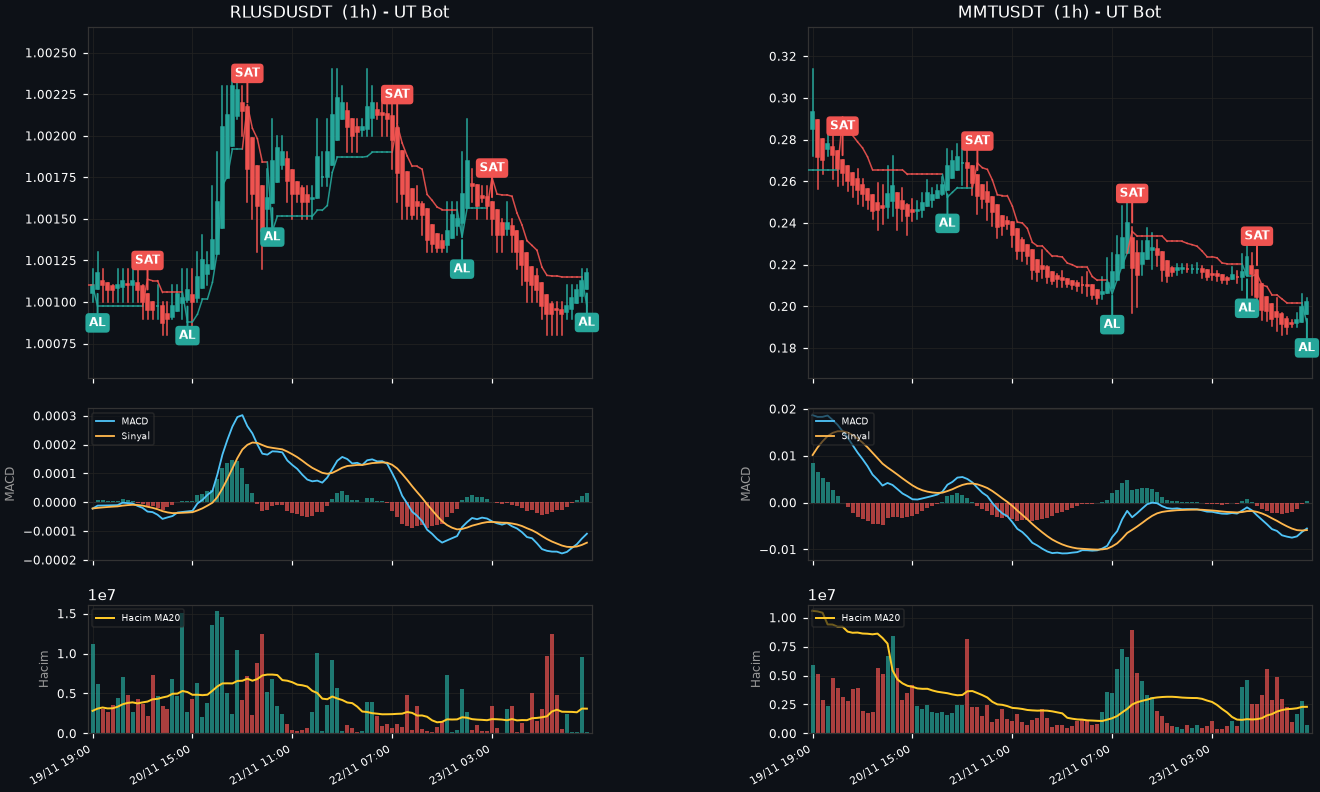 RLUSDUSDT (1h) - UT Bot
1.00250
1.00225
1.00200
1.00175
1.00150
1.00125
1.00100
1.00075
SAT
SAT
SAT
SAT
AL
AL
AL
AL
AL
MACD
0.0003
0.0002
0.0001
0.0000
−0.0001
−0.0002
MACD
Sinyal
1e7
Hacim
1.5
1.0
0.5
0.0
Hacim MA20
19/11 19:00
20/11 15:00
21/11 11:00
22/11 07:00
23/11 03:00
MMTUSDT (1h) - UT Bot
0.32
0.30
0.28
0.26
0.24
0.22
0.20
0.18
SAT
SAT
SAT
SAT
AL
AL
AL
AL
MACD
0.02
0.01
0.00
−0.01
MACD
Sinyal
1e7
Hacim
1.00
0.75
0.50
0.25
0.00
Hacim MA20
19/11 19:00
20/11 15:00
21/11 11:00
22/11 07:00
23/11 03:00